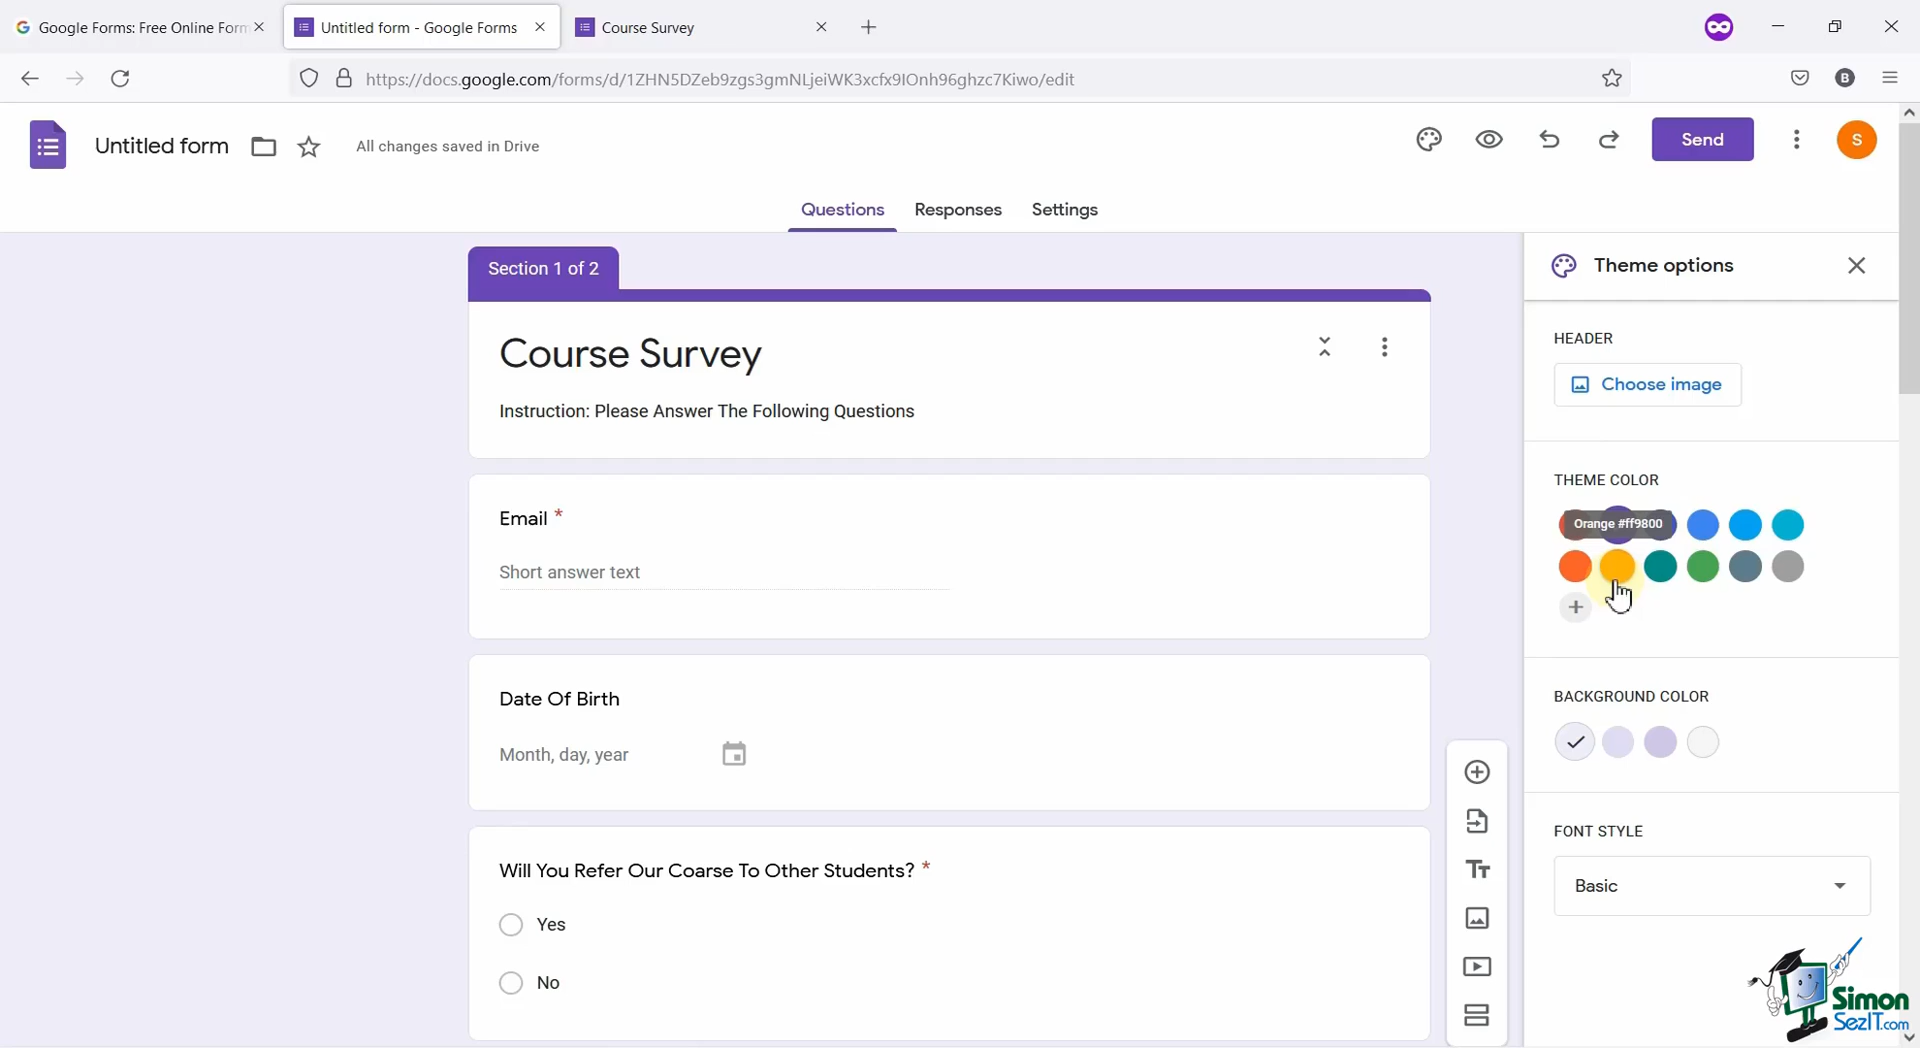 Google Forms: Free Online Form
Untitled form - Google Forms
Course Survey
https://docs.google.com/forms/d/1ZHN5DZeb9zgs3gmNLjeiWK3xcfx9IOnh96ghzc7Kiwo/edit
B
Untitled form
All changes saved in Drive
Send
S
Questions
Responses
Settings
Section 1 of 2
Theme options
Course Survey
Instruction: Please Answer The Following Questions
HEADER
Choose image
THEME COLOR
Orange #ff9800
Email *
Short answer text
Date Of Birth
Month, day, year
BACKGROUND COLOR
FONT STYLE
Basic
Will You Refer Our Coarse To Other Students? *
Yes
No
Tт
Simon
SezIT.com